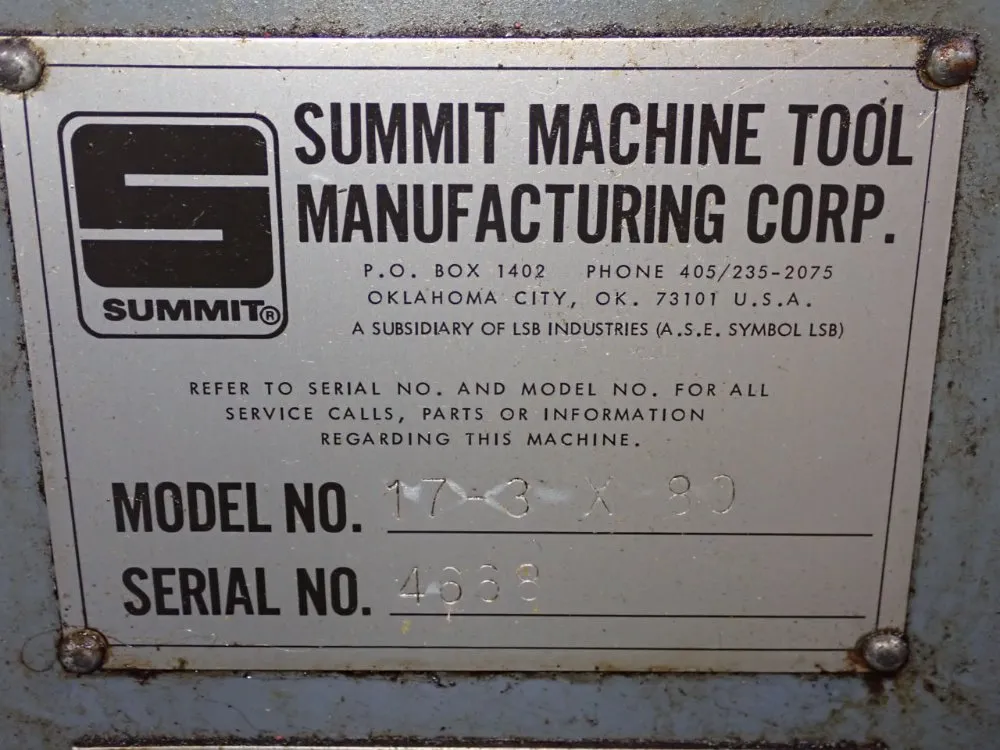 SUMMIT MACHINE TOOL
MANUFACTURING CORP.
P.O. BOX 1402 PHONE 405/235-2075
OKLAHOMA CITY, OK. 73101 U.S.A.
A SUBSIDIARY OF LSB INDUSTRIES (A.S.E. SYMBOL LSB)
S
SUMMIT®
REFER TO SERIAL NO. AND MODEL NO. FOR ALL
SERVICE CALLS, PARTS OR INFORMATION
REGARDING THIS MACHINE.
MODEL NO. 17-3 X 80
SERIAL NO. 4668